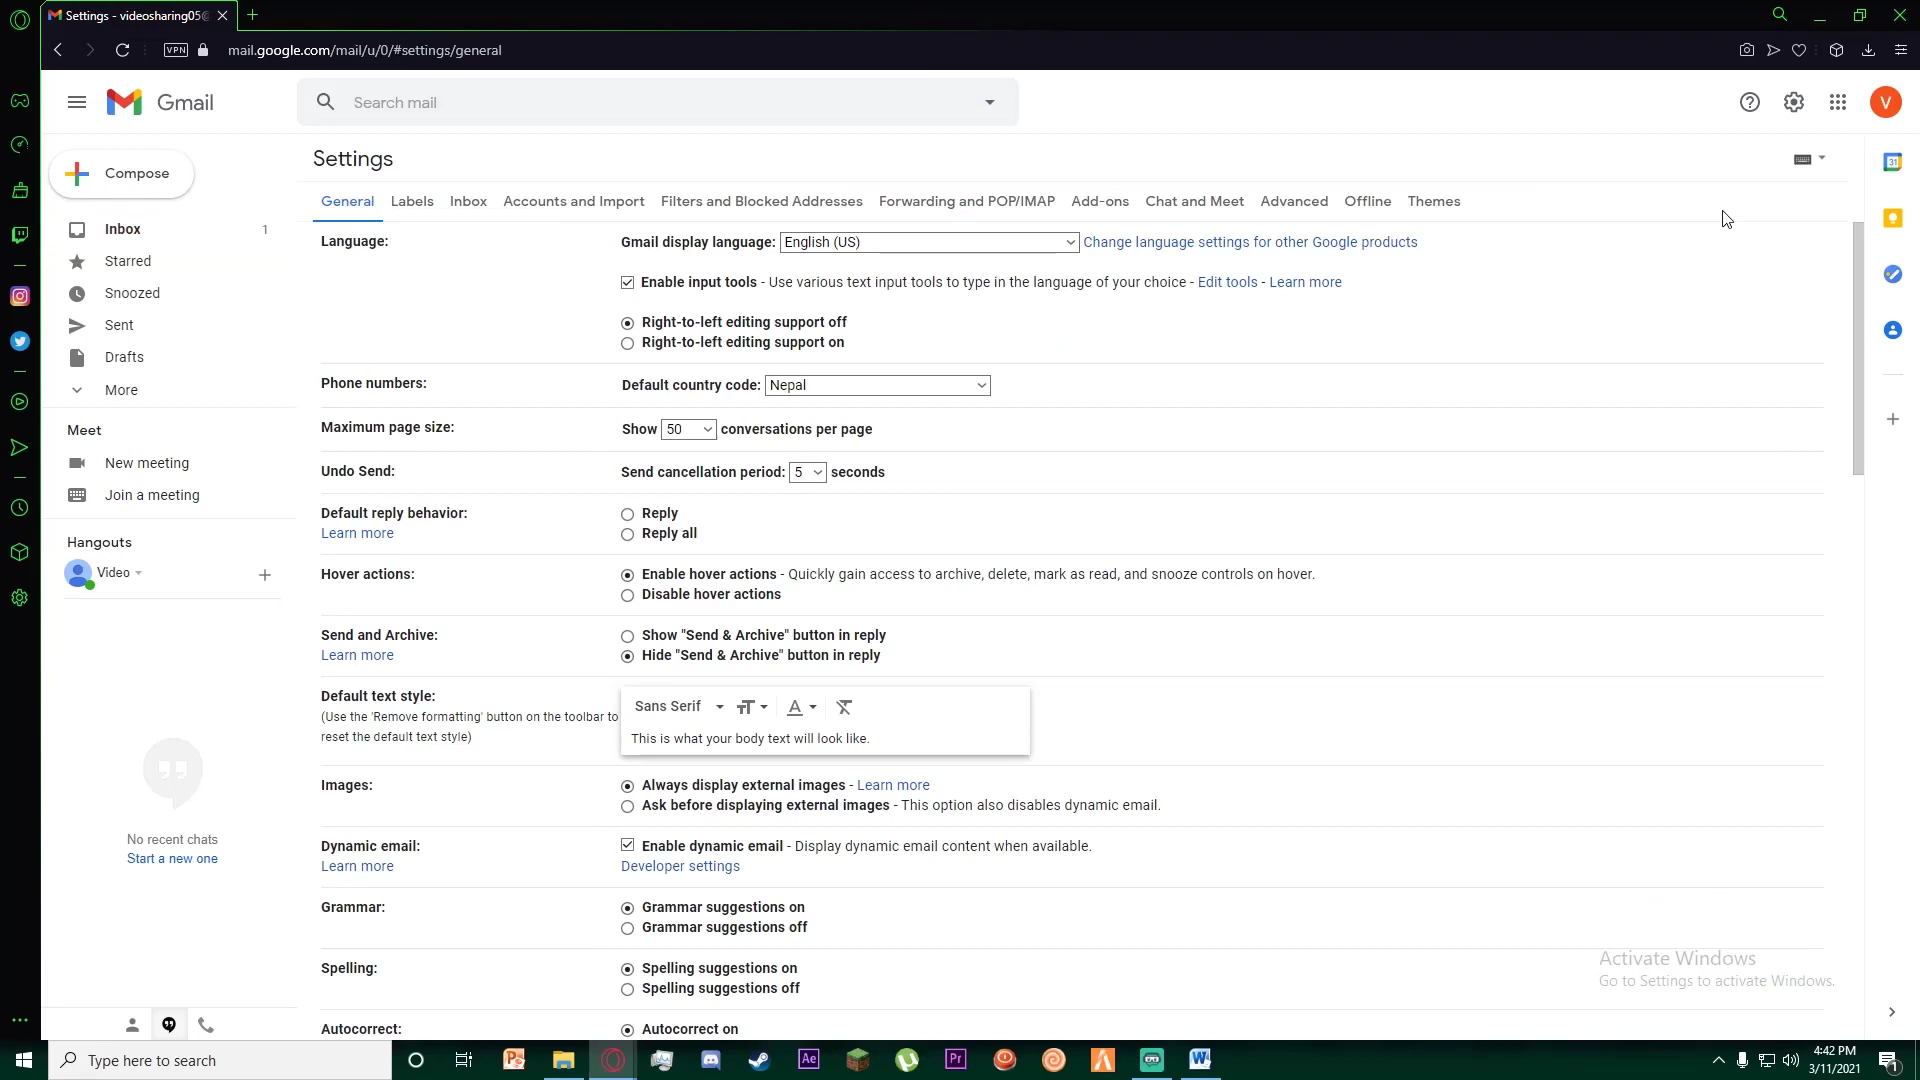 Settings - videosharing05@
VPN
mail.google.com/mail/u/0/#settings/general
Gmail
Search mail
V
Compose
Inbox 1
Starred
Snoozed
Sent
Drafts
More
Meet
New meeting
Join a meeting
Hangouts
Video
No recent chats
Start a new one
Settings
General Labels Inbox Accounts and Import Filters and Blocked Addresses Forwarding and POP/IMAP Add-ons Chat and Meet Advanced Offline Themes
Language:
Gmail display language: English (US) Change language settings for other Google products
Enable input tools - Use various text input tools to type in the language of your choice - Edit tools - Learn more
Right-to-left editing support off
Right-to-left editing support on
Phone numbers:
Default country code: Nepal
Maximum page size:
Show 50 conversations per page
Undo Send:
Send cancellation period: 5 seconds
Default reply behavior:
Learn more
Reply
Reply all
Hover actions:
Enable hover actions - Quickly gain access to archive, delete, mark as read, and snooze controls on hover.
Disable hover actions
Send and Archive:
Learn more
Show "Send & Archive" button in reply
Hide "Send & Archive" button in reply
Default text style:
(Use the 'Remove formatting' button on the toolbar to
reset the default text style)
Sans Serif
This is what your body text will look like.
Images:
Always display external images - Learn more
Ask before displaying external images - This option also disables dynamic email.
Dynamic email:
Learn more
Enable dynamic email - Display dynamic email content when available.
Developer settings
Grammar:
Grammar suggestions on
Grammar suggestions off
Spelling:
Spelling suggestions on
Spelling suggestions off
Autocorrect:
Autocorrect on
31
Activate Windows
Go to Settings to activate Windows.
Type here to search
Ae
Pr
W
4:42 PM
3/11/2021
1